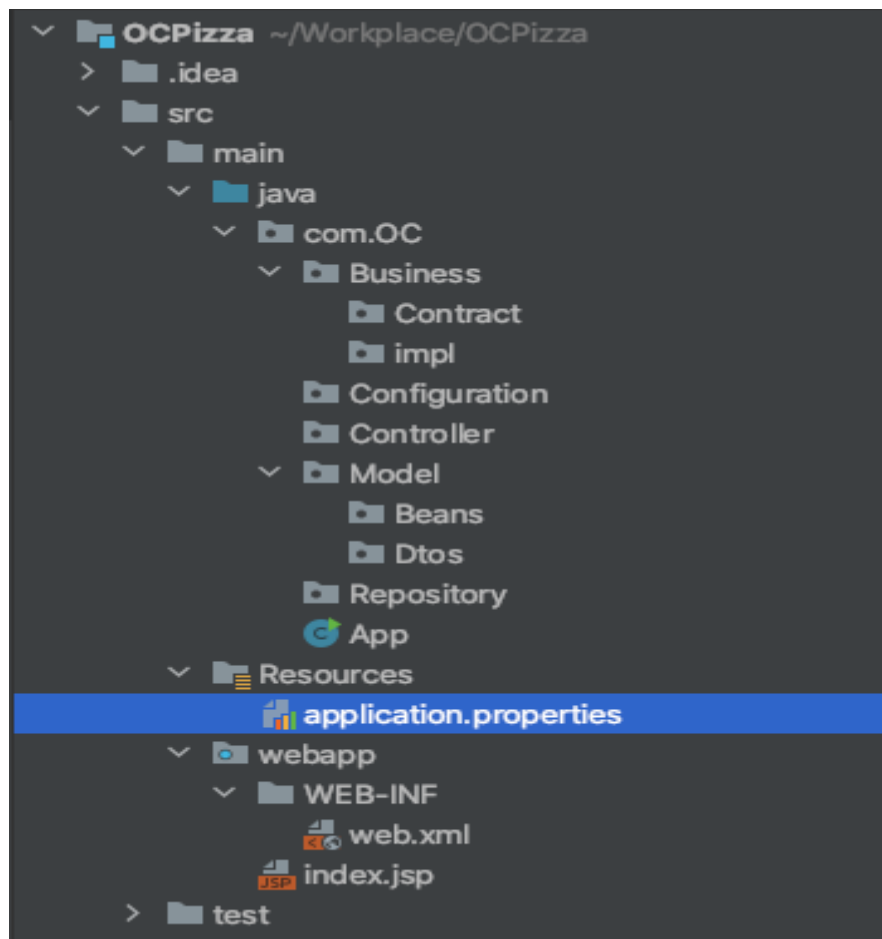 OCPizza ~/Workplace/OCPizza
.idea
src
main
java
com.OC
Business
Contract
impl
Configuration
Controller
Model
Beans
Dtos
Repository
C App
Resources
application.properties
webapp
WEB-INF
web.xml
JSP index.jsp
test